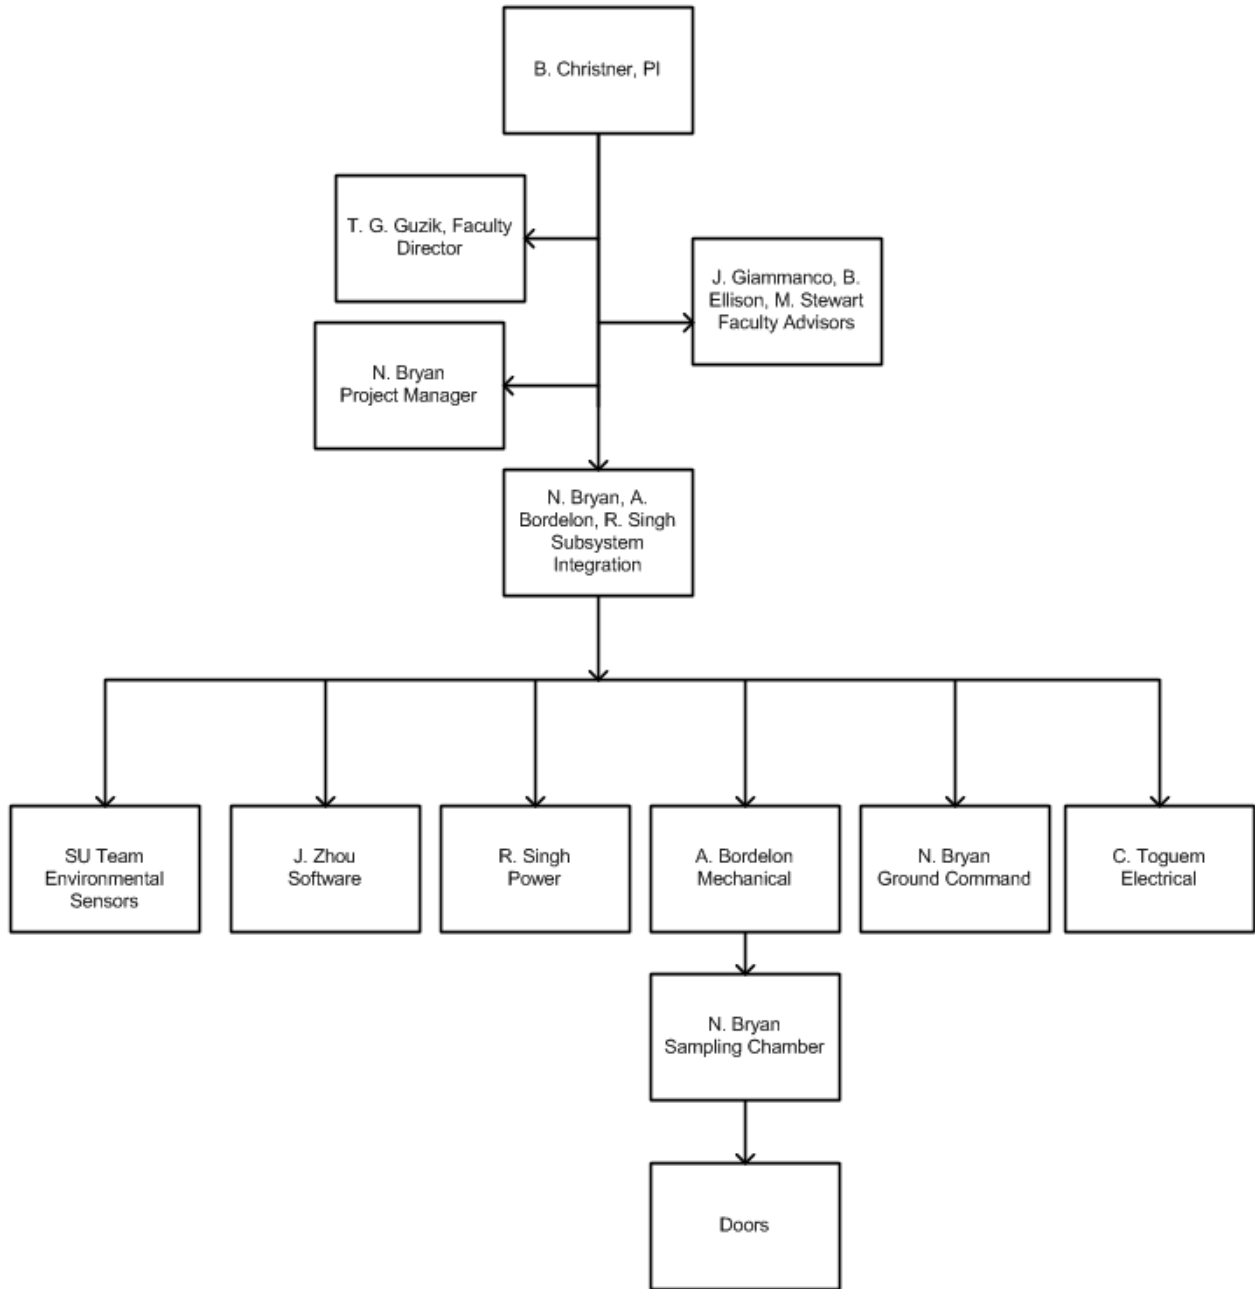 B. Christner, PI
T. G. Guzik, Faculty
Director
J. Giammanco, B.
Ellison, M. Stewart
Faculty Advisors
N. Bryan
Project Manager
N. Bryan, A.
Bordelon, R. Singh
Subsystem
Integration
SU Team
Environmental
Sensors
J. Zhou
Software
R. Singh
Power
A. Bordelon
Mechanical
N. Bryan
Ground Command
C. Toguem
Electrical
N. Bryan
Sampling Chamber
Doors